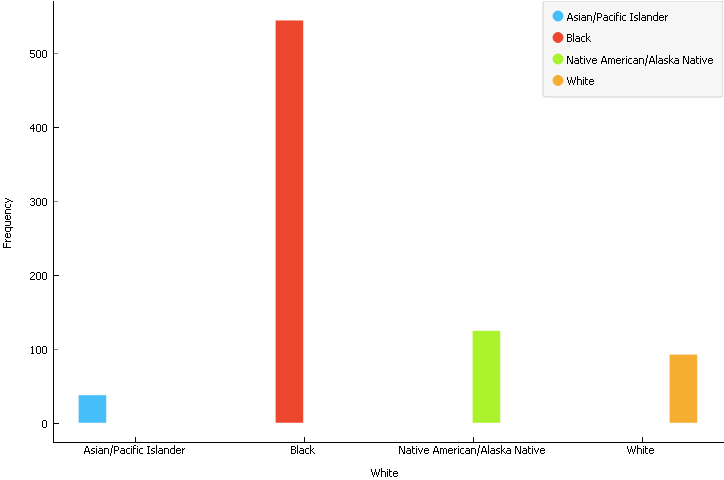 Asian/Pacific Islander
Black
Native American/Alaska Native
White
500
400
300
200
100
0
Frequency
Asian/Pacific Islander Black Native American/Alaska Native White
White